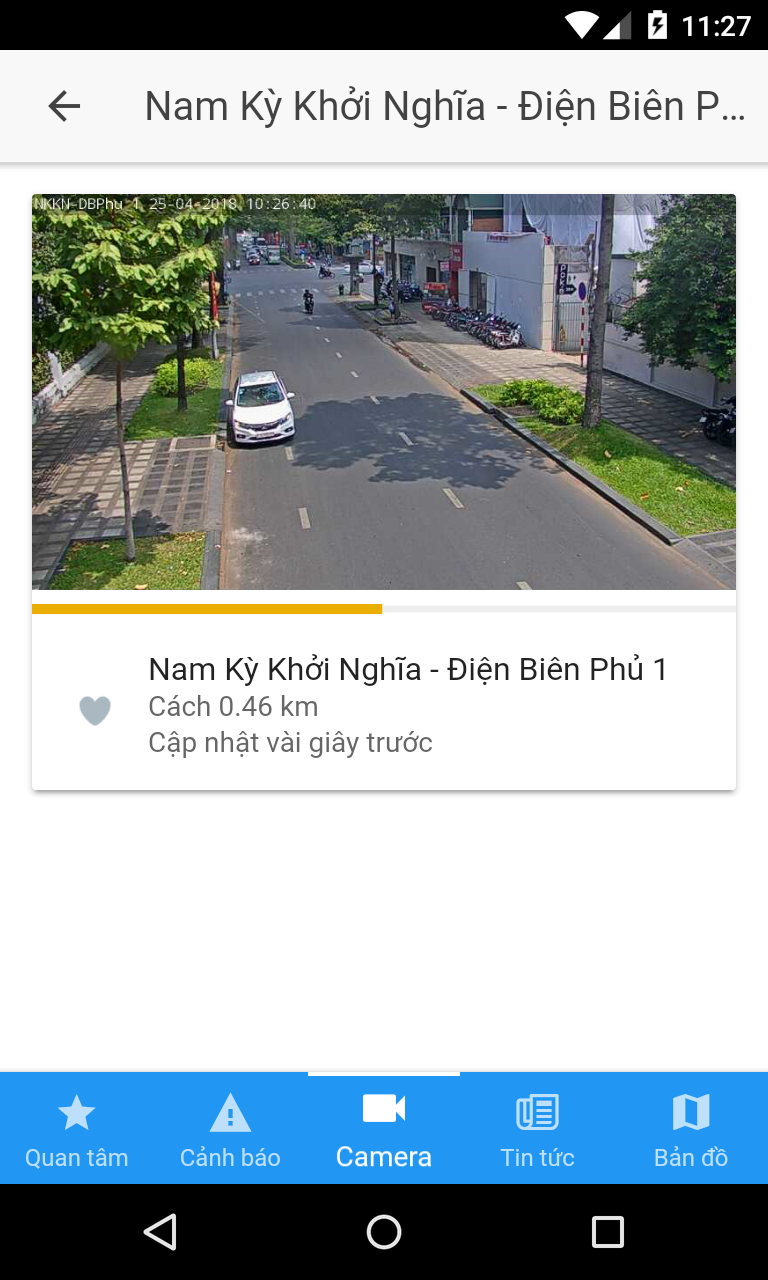 11:27
Nam Kỳ Khởi Nghĩa - Điện Biên P...
NKKN-DBPhu 1 25-04-2018 10:26:40
Nam Kỳ Khởi Nghĩa - Điện Biên Phủ 1
Cách 0.46 km
Cập nhật vài giây trước
Quan tâm
Cảnh báo
Camera
Tin tức
Bản đồ